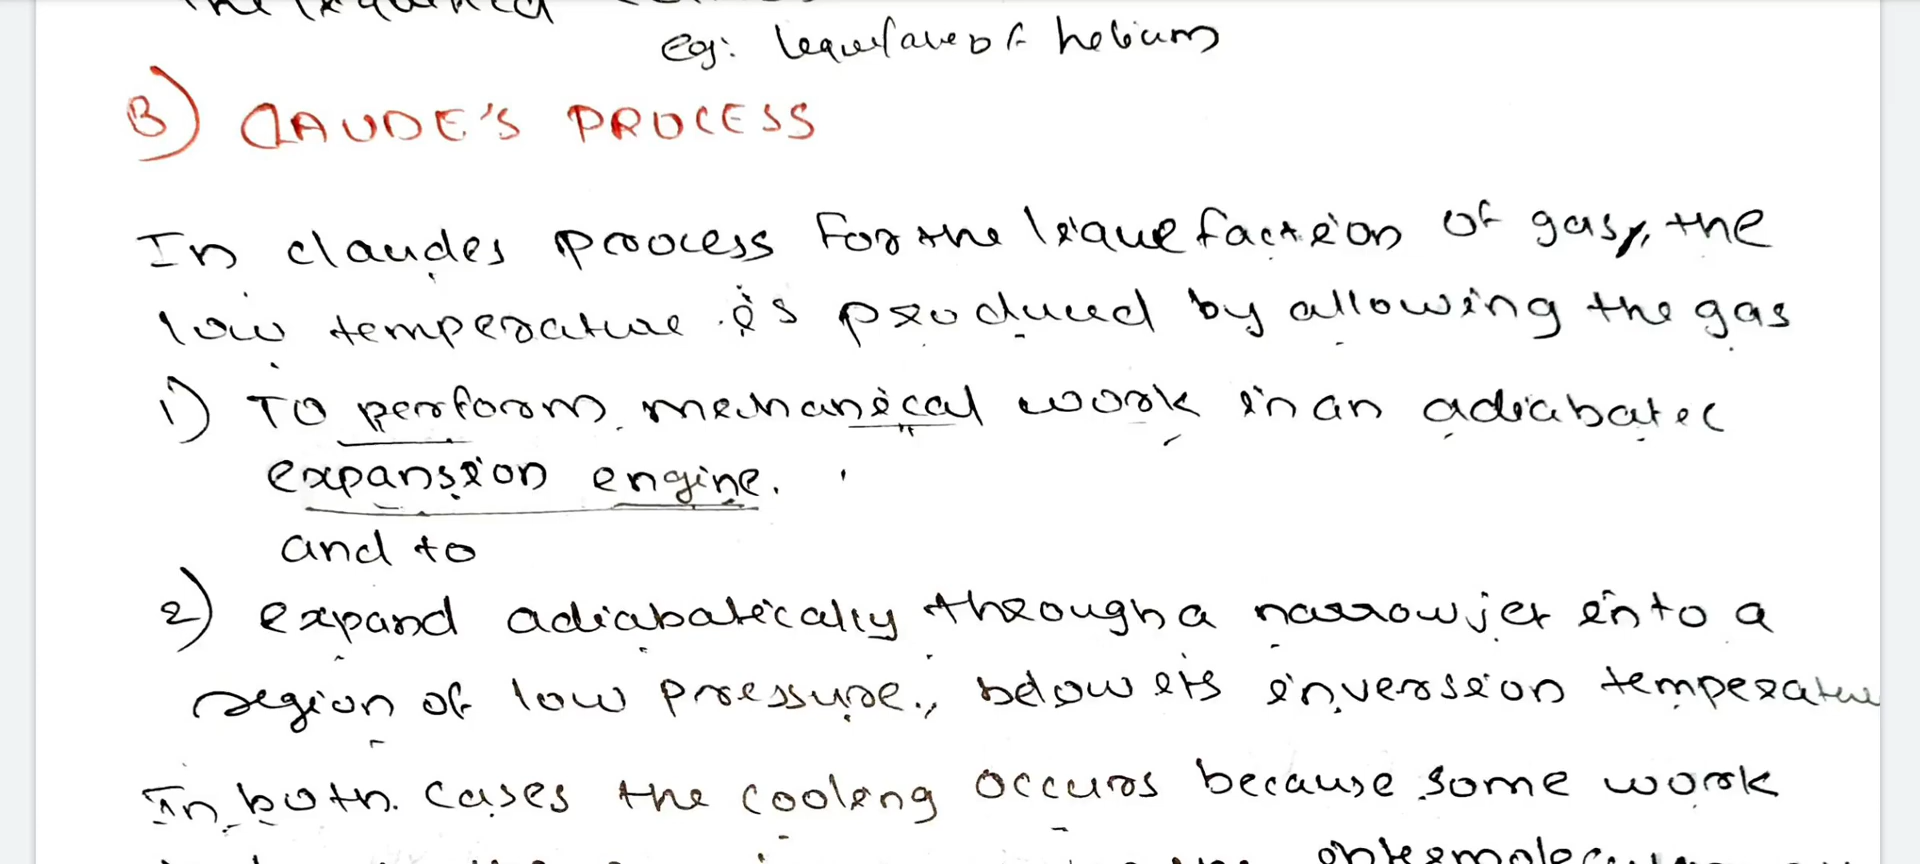 eg: lequefave of helium
B) CLAUDE'S PROCESS
In claudes process for the liquefaction of gas, the
low temperature is produced by allowing the gas
1) To perform mechanical work in an adiabatic
expansion engine.
and to
2) expand adiabatically through a narrow jet into a
region of low pressure., below its inversion temperature
In both cases the cooling occurs because some work